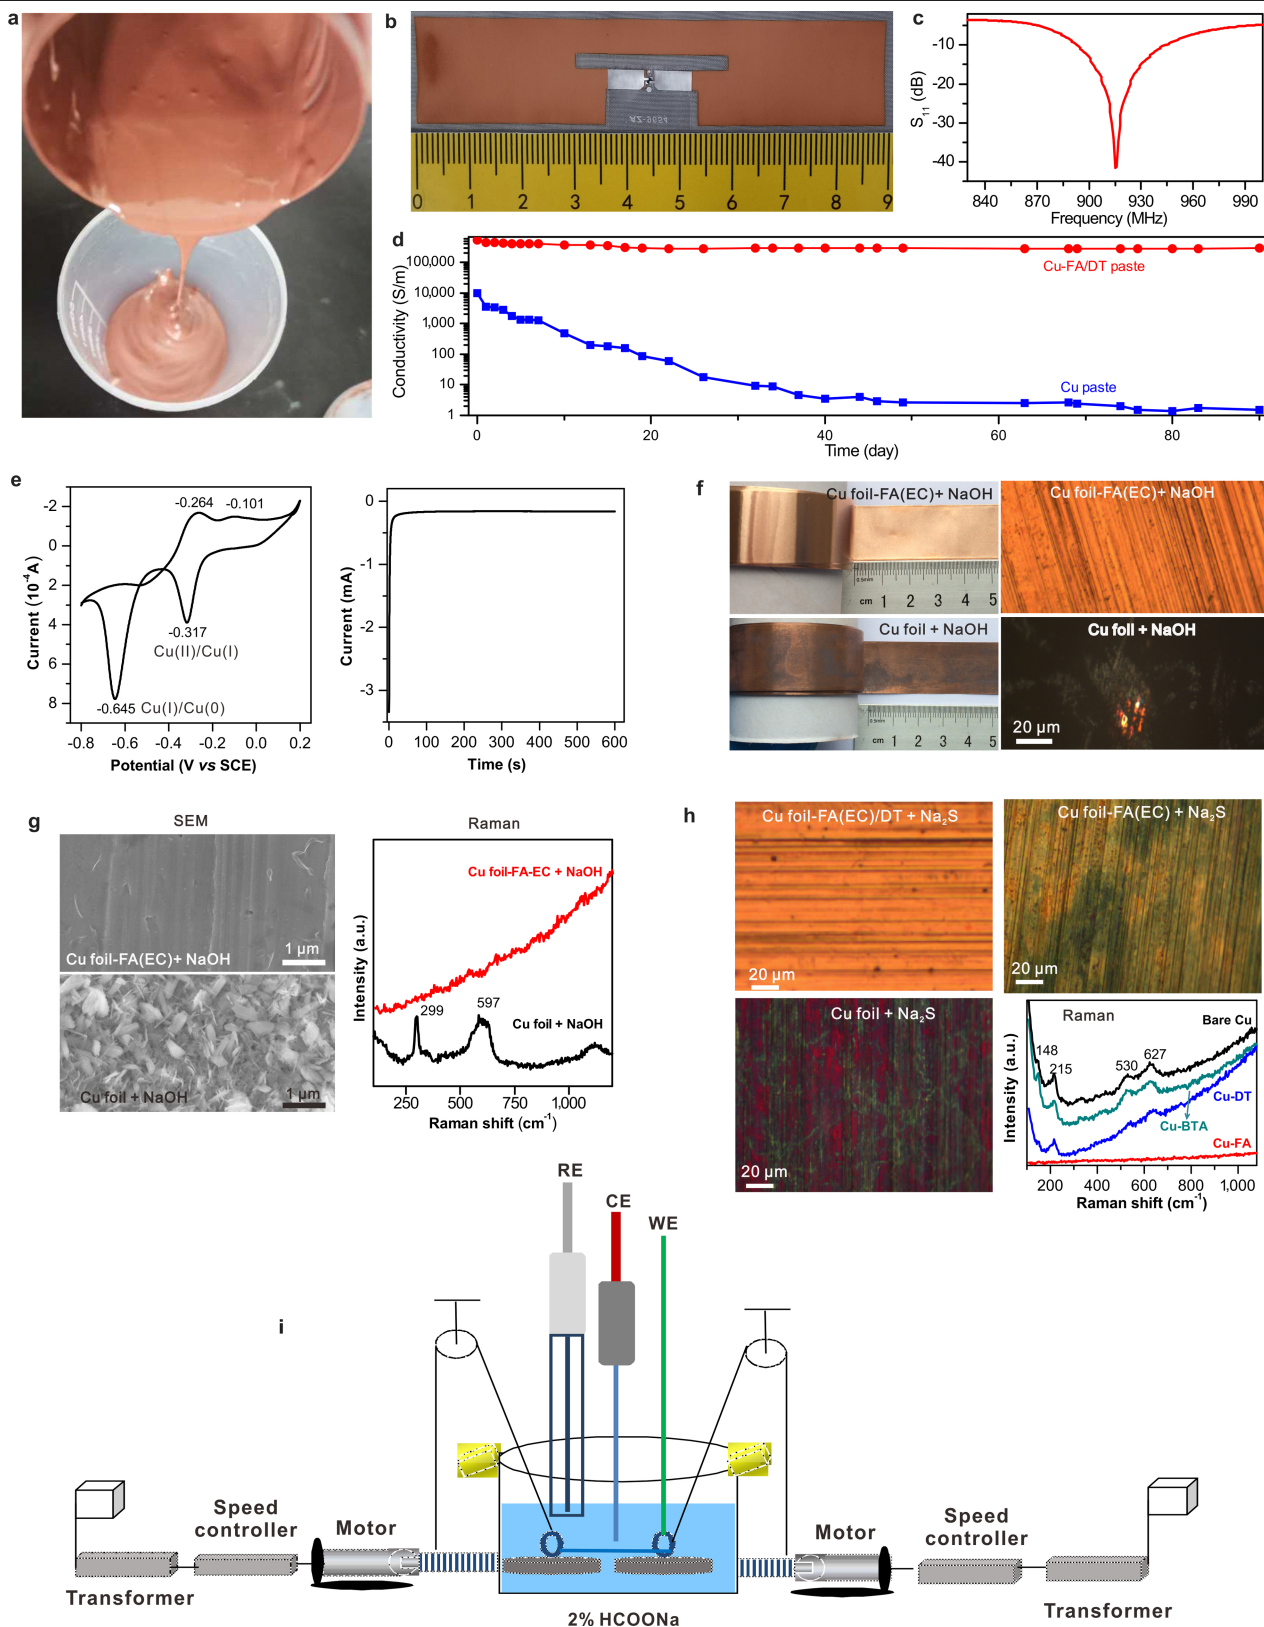 a
b
AZ-9654
0 1 2 3 4 5 6 7 8 9
c
S11 (dB)
-10
-20
-30
-40
840 870 900 930 960 990
Frequency (MHz)
d
Conductivity (S/m)
100,000
10,000
1,000
100
10
1
Cu-FA/DT paste
Cu paste
0 20 40 60 80
Time (day)
e
Current (10⁻⁴A)
-2
0
2
4
6
8
-0.264 -0.101
-0.317
Cu(II)/Cu(I)
-0.645 Cu(I)/Cu(0)
-0.8 -0.6 -0.4 -0.2 0.0 0.2
Potential (V vs SCE)
Current (mA)
0
-1
-2
-3
0 100 200 300 400 500 600
Time (s)
f
Cu foil-FA(EC)+ NaOH
0.5mm
cm 1 2 3 4 5
Cu foil-FA(EC)+ NaOH
Cu foil + NaOH
0.5mm
cm 1 2 3 4 5
Cu foil + NaOH
20 μm
g
SEM
Cu foil-FA(EC)+ NaOH
1 μm
Cu foil + NaOH
1 μm
Raman
Intensity (a.u.)
Cu foil-FA-EC + NaOH
299
597
Cu foil + NaOH
250 500 750 1,000
Raman shift (cm⁻¹)
h
Cu foil-FA(EC)/DT + Na₂S
20 μm
Cu foil-FA(EC) + Na₂S
20 μm
Cu foil + Na₂S
20 μm
Raman
Intensity (a.u.)
Bare Cu
148
215
530
627
Cu-DT
Cu-BTA
Cu-FA
200 400 600 800 1,000
Raman shift (cm⁻¹)
i
RE
CE
WE
Speed
controller
Motor
Transformer
2% HCOONa
Motor
Speed
controller
Transformer